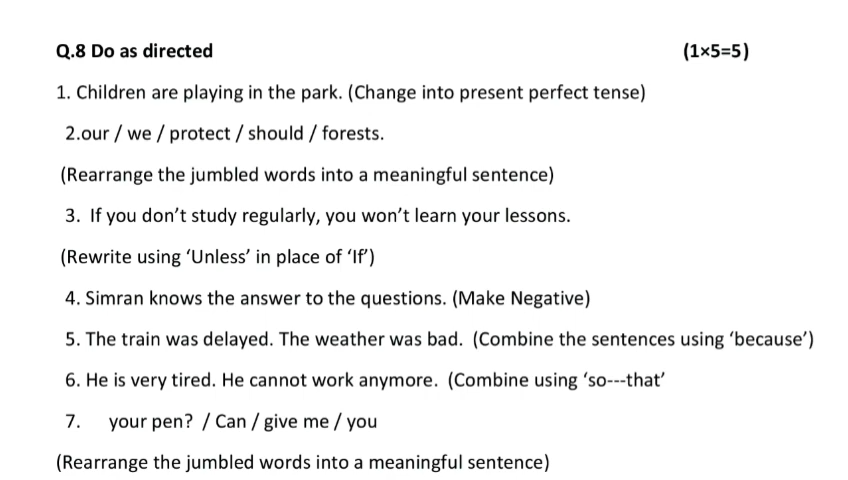 Q.8 Do as directed (1×5=5)
1. Children are playing in the park. (Change into present perfect tense)
2.our / we / protect / should / forests.
(Rearrange the jumbled words into a meaningful sentence)
3. If you don’t study regularly, you won’t learn your lessons.
(Rewrite using ‘Unless’ in place of ‘If’)
4. Simran knows the answer to the questions. (Make Negative)
5. The train was delayed. The weather was bad. (Combine the sentences using ‘because’)
6. He is very tired. He cannot work anymore. (Combine using ‘so---that’
7. your pen? / Can / give me / you
(Rearrange the jumbled words into a meaningful sentence)